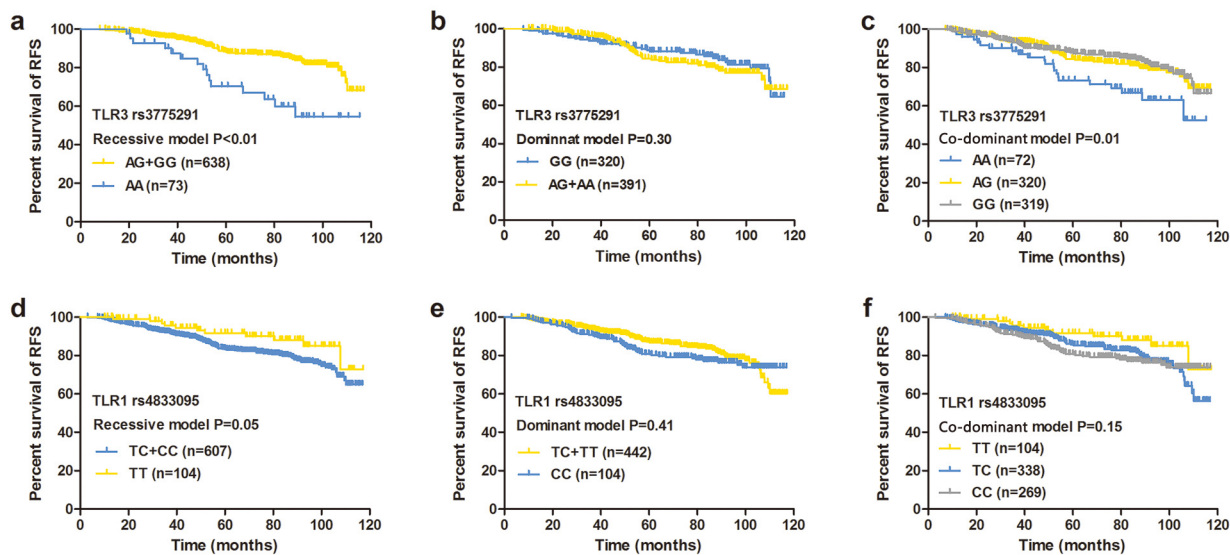 a
Percent survival of RFS
100
80
60
40
20
0
TLR3 rs3775291
Recessive model P<0.01
AG+GG (n=638)
AA (n=73)
0 20 40 60 80 100 120
Time (months)
b
Percent survival of RFS
100
80
60
40
20
0
TLR3 rs3775291
Dominnat model P=0.30
GG (n=320)
AG+AA (n=391)
0 20 40 60 80 100 120
Time (months)
c
Percent survival of RFS
100
80
60
40
20
0
TLR3 rs3775291
Co-dominant model P=0.01
AA (n=72)
AG (n=320)
GG (n=319)
0 20 40 60 80 100 120
Time (months)
d
Percent survival of RFS
100
80
60
40
20
0
TLR1 rs4833095
Recessive model P=0.05
TC+CC (n=607)
TT (n=104)
0 20 40 60 80 100 120
Time (months)
e
Percent survival of RFS
100
80
60
40
20
0
TLR1 rs4833095
Dominant model P=0.41
TC+TT (n=442)
CC (n=104)
0 20 40 60 80 100 120
Time (months)
f
Percent survival of RFS
100
80
60
40
20
0
TLR1 rs4833095
Co-dominant model P=0.15
TT (n=104)
TC (n=338)
CC (n=269)
0 20 40 60 80 100 120
Time (months)